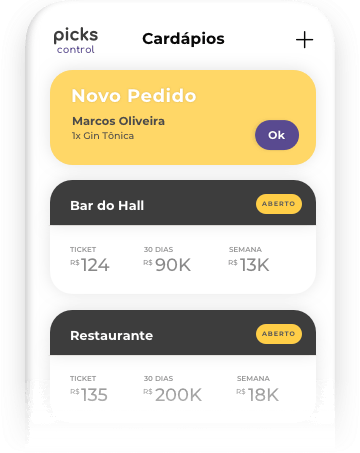 picks
control
Cardápios
Novo Pedido
Marcos Oliveira
1x Gin Tônica
Ok
Bar do Hall
ABERTO
TICKET 30 DIAS SEMANA
R$ 124 R$ 90K R$ 13K
Restaurante
ABERTO
TICKET 30 DIAS SEMANA
R$ 135 R$ 200K R$ 18K